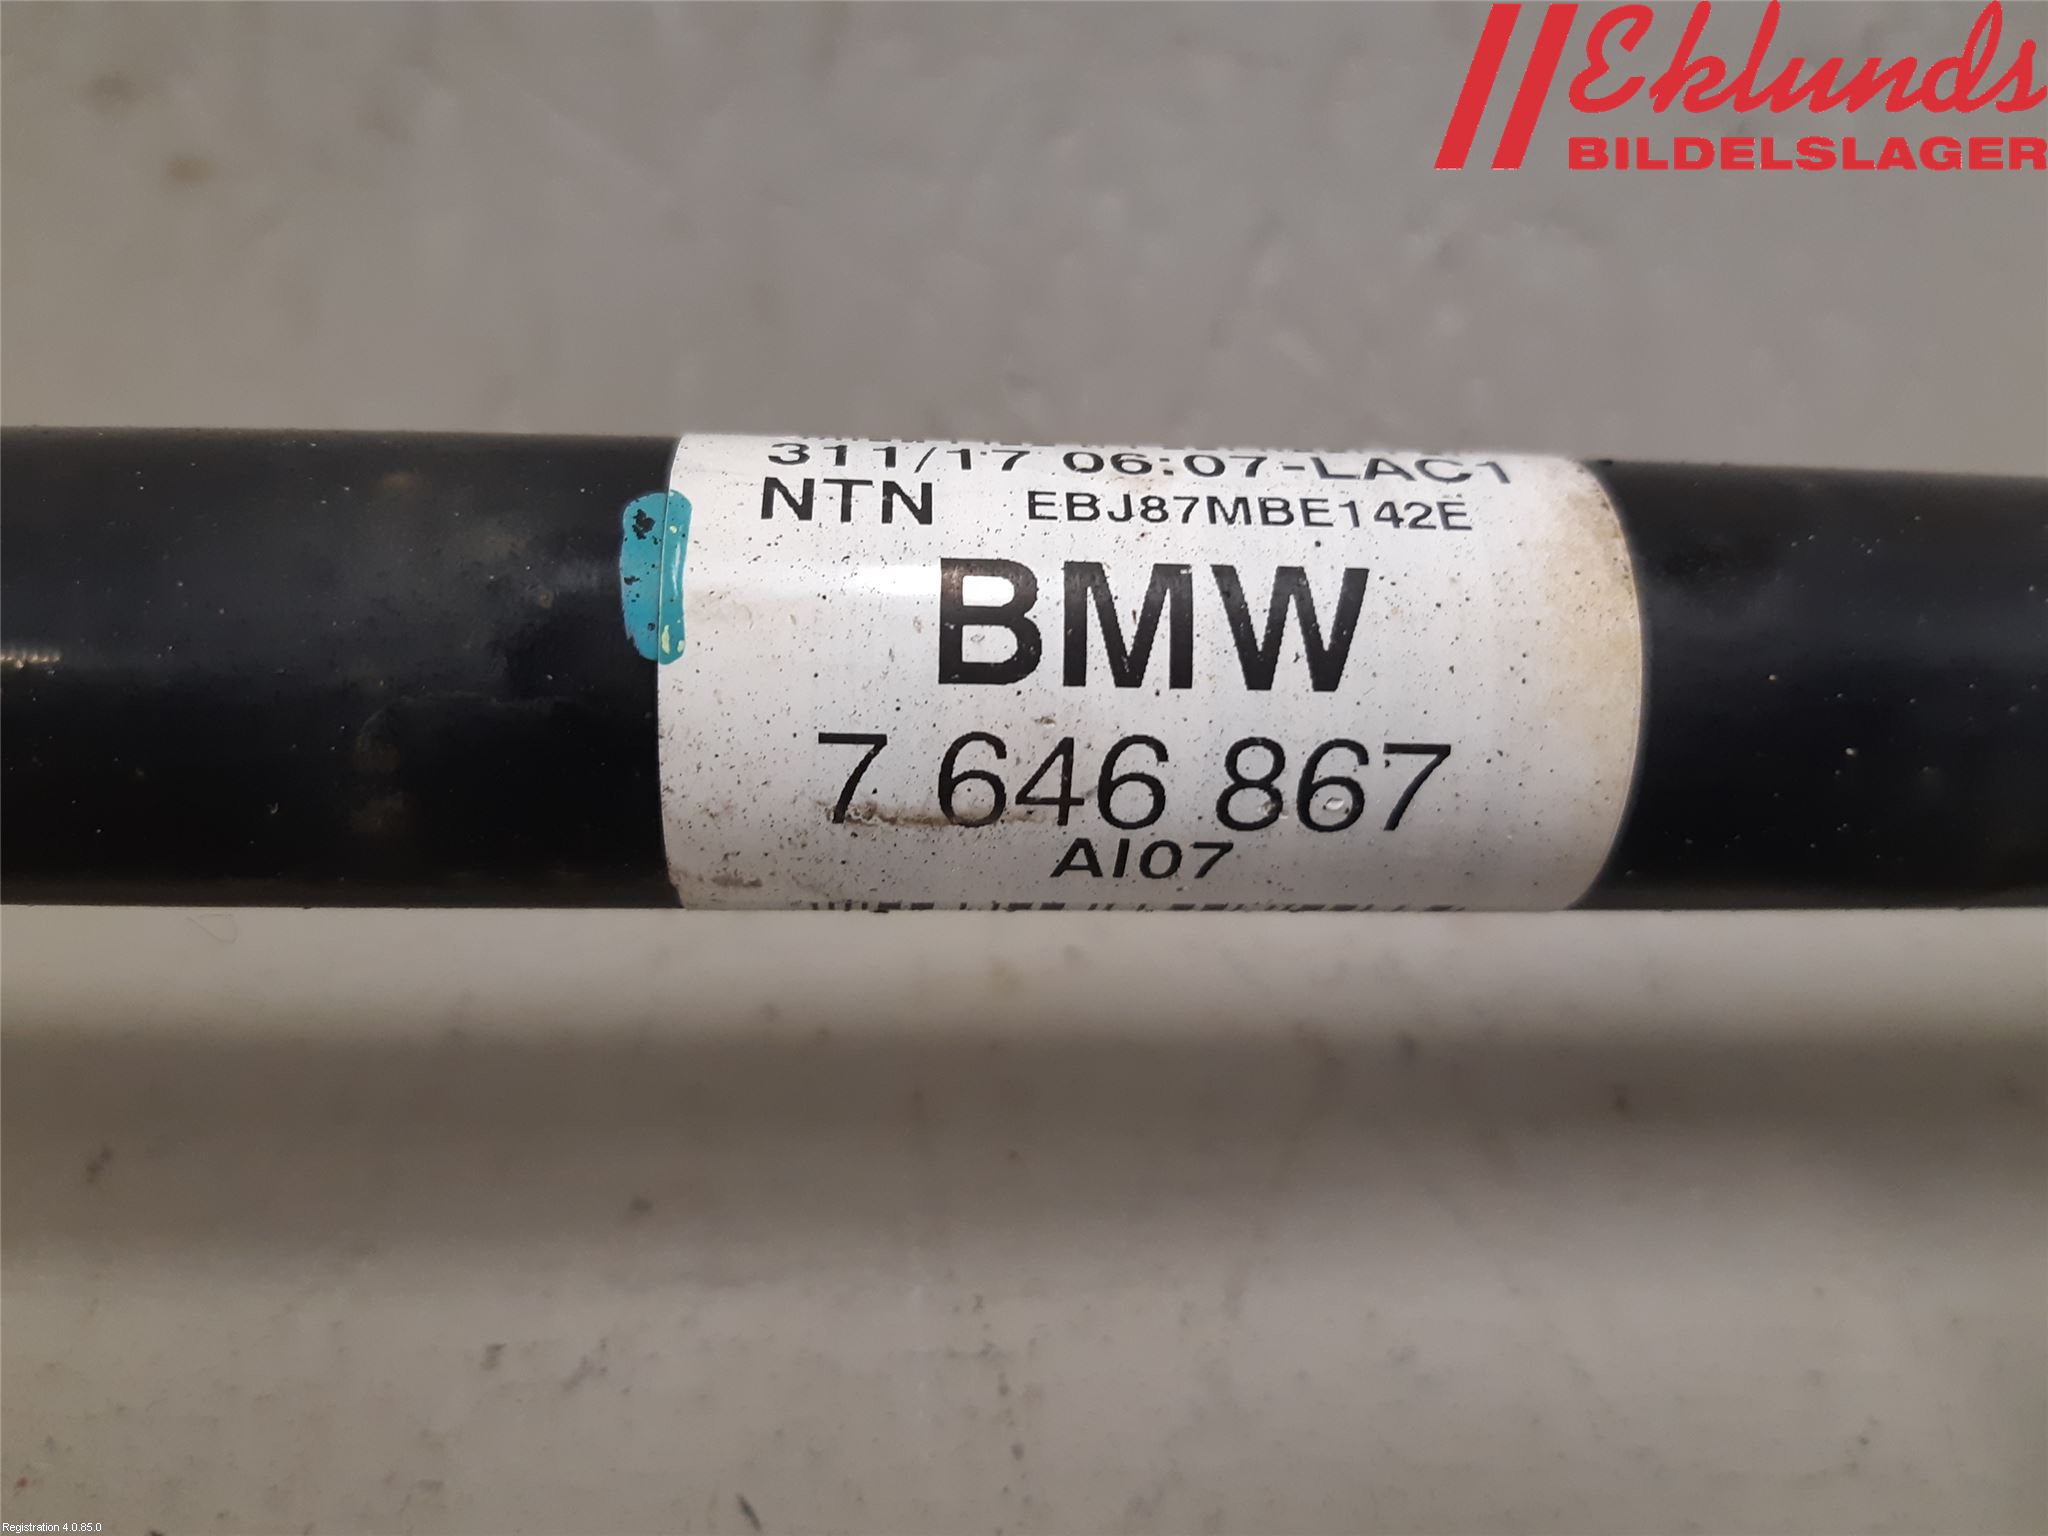 Eklunds
BILDELSLAGER
311/17 06:07-LAC1
NTN EBJ87MBE142E
BMW
7 646 867
AI07
Registration 4.0.85.0